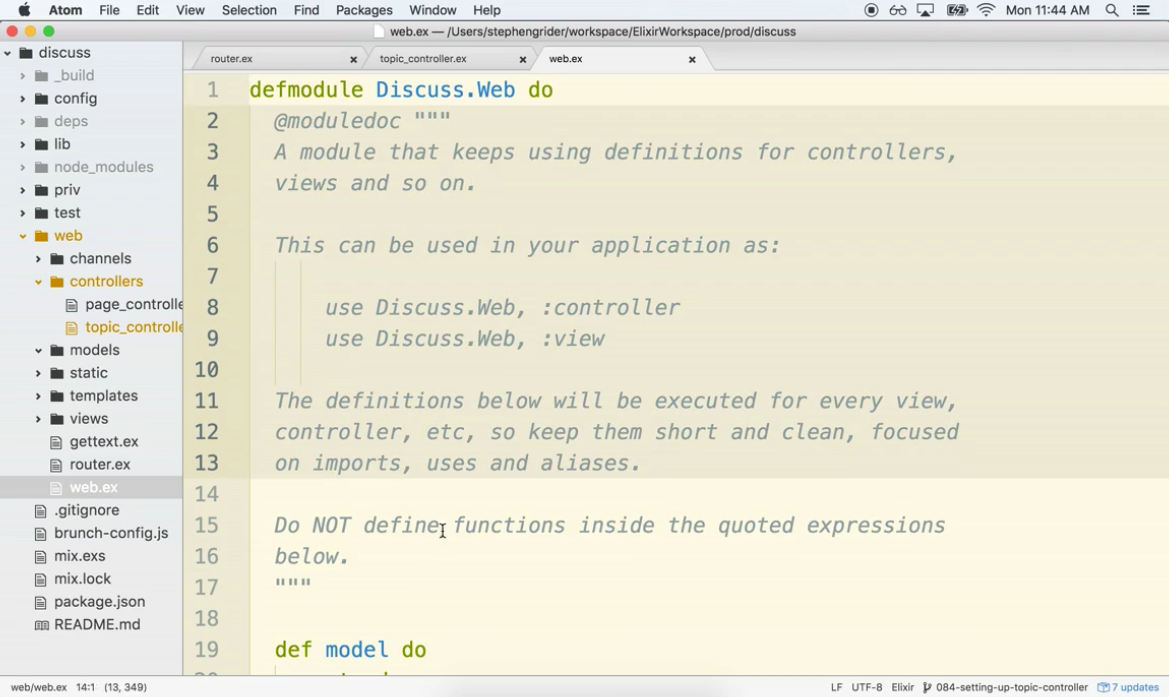 Atom File Edit View Selection Find Packages Window Help Mon 11:44 AM
web.ex — /Users/stephengrider/workspace/ElixirWorkspace/prod/discuss
discuss
_build
config
deps
lib
node_modules
priv
test
web
channels
controllers
page_controlle
topic_controlle
models
static
templates
views
gettext.ex
router.ex
web.ex
.gitignore
brunch-config.js
mix.exs
mix.lock
package.json
README.md
router.ex topic_controller.ex web.ex
1 defmodule Discuss.Web do
2 @moduledoc """
3 A module that keeps using definitions for controllers,
4 views and so on.
5
6 This can be used in your application as:
7
8 use Discuss.Web, :controller
9 use Discuss.Web, :view
10
11 The definitions below will be executed for every view,
12 controller, etc, so keep them short and clean, focused
13 on imports, uses and aliases.
14
15 Do NOT define functions inside the quoted expressions
16 below.
17 """
18
19 def model do
web/web.ex 14:1 (13, 349) LF UTF-8 Elixir 084-setting-up-topic-controller 7 updates